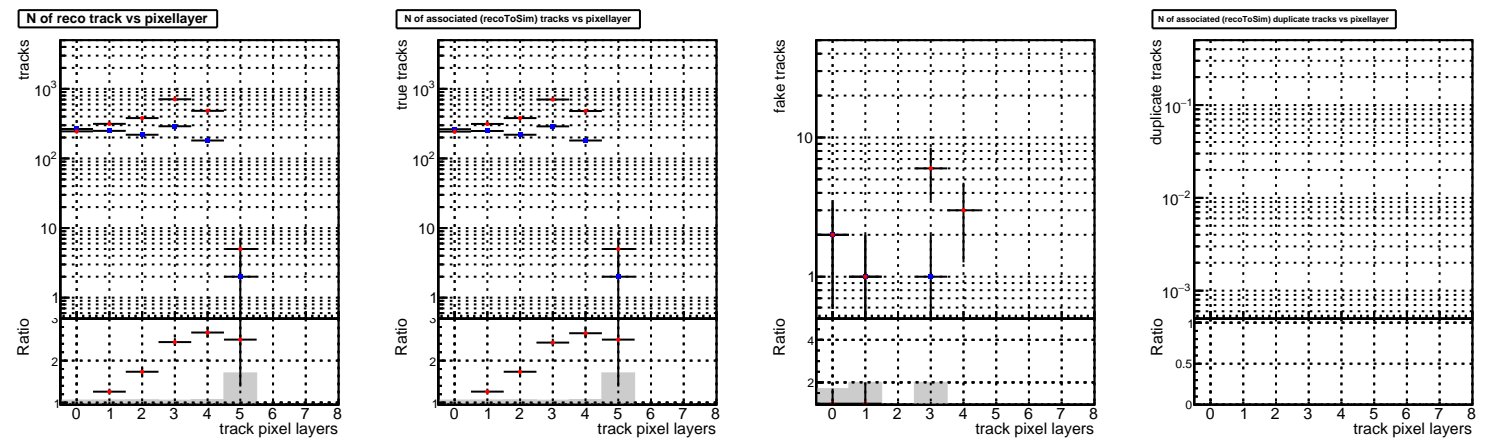 N of reco track vs pixellayer
tracks
10³
10²
10
1
Ratio
3
2
1
0 1 2 3 4 5 6 7 8
track pixel layers
N of associated (recoToSim) tracks vs pixellayer
true tracks
10³
10²
10
1
Ratio
3
2
1
0 1 2 3 4 5 6 7 8
track pixel layers
fake tracks
10
1
Ratio
4
2
0 1 2 3 4 5 6 7 8
track pixel layers
N of associated (recoToSim) duplicate tracks vs pixellayer
duplicate tracks
10⁻¹
10⁻²
10⁻³
Ratio
1
0.5
0
0 1 2 3 4 5 6 7 8
track pixel layers